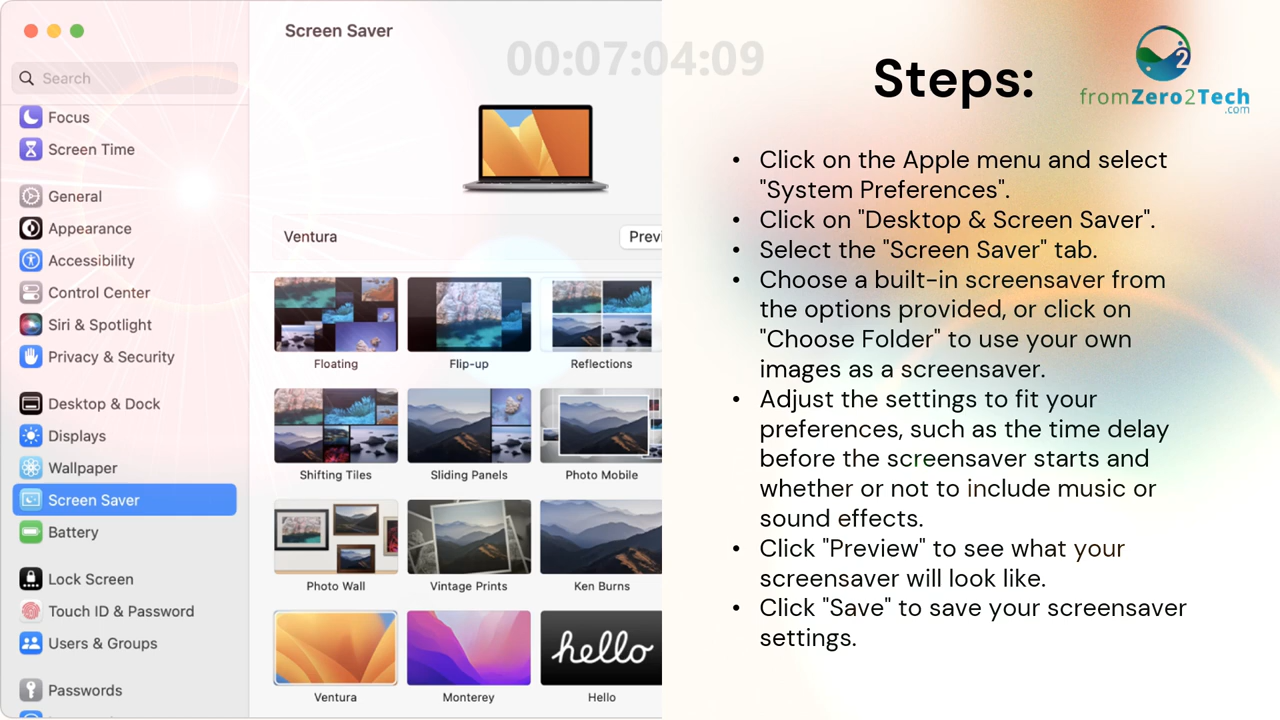 Screen Saver
00:07:04:09
Search
Focus
Screen Time
General
Appearance
Accessibility
Control Center
Siri & Spotlight
Privacy & Security
Desktop & Dock
Displays
Wallpaper
Screen Saver
Battery
Lock Screen
Touch ID & Password
Users & Groups
Passwords
Ventura
Previ
Floating
Flip-up
Reflections
Shifting Tiles
Sliding Panels
Photo Mobile
Photo Wall
Vintage Prints
Ken Burns
hello
Ventura
Monterey
Hello
Steps:
2
fromZero2Tech
.com
• Click on the Apple menu and select
"System Preferences".
• Click on "Desktop & Screen Saver".
• Select the "Screen Saver" tab.
• Choose a built-in screensaver from
the options provided, or click on
"Choose Folder" to use your own
images as a screensaver.
• Adjust the settings to fit your
preferences, such as the time delay
before the screensaver starts and
whether or not to include music or
sound effects.
• Click "Preview" to see what your
screensaver will look like.
• Click "Save" to save your screensaver
settings.